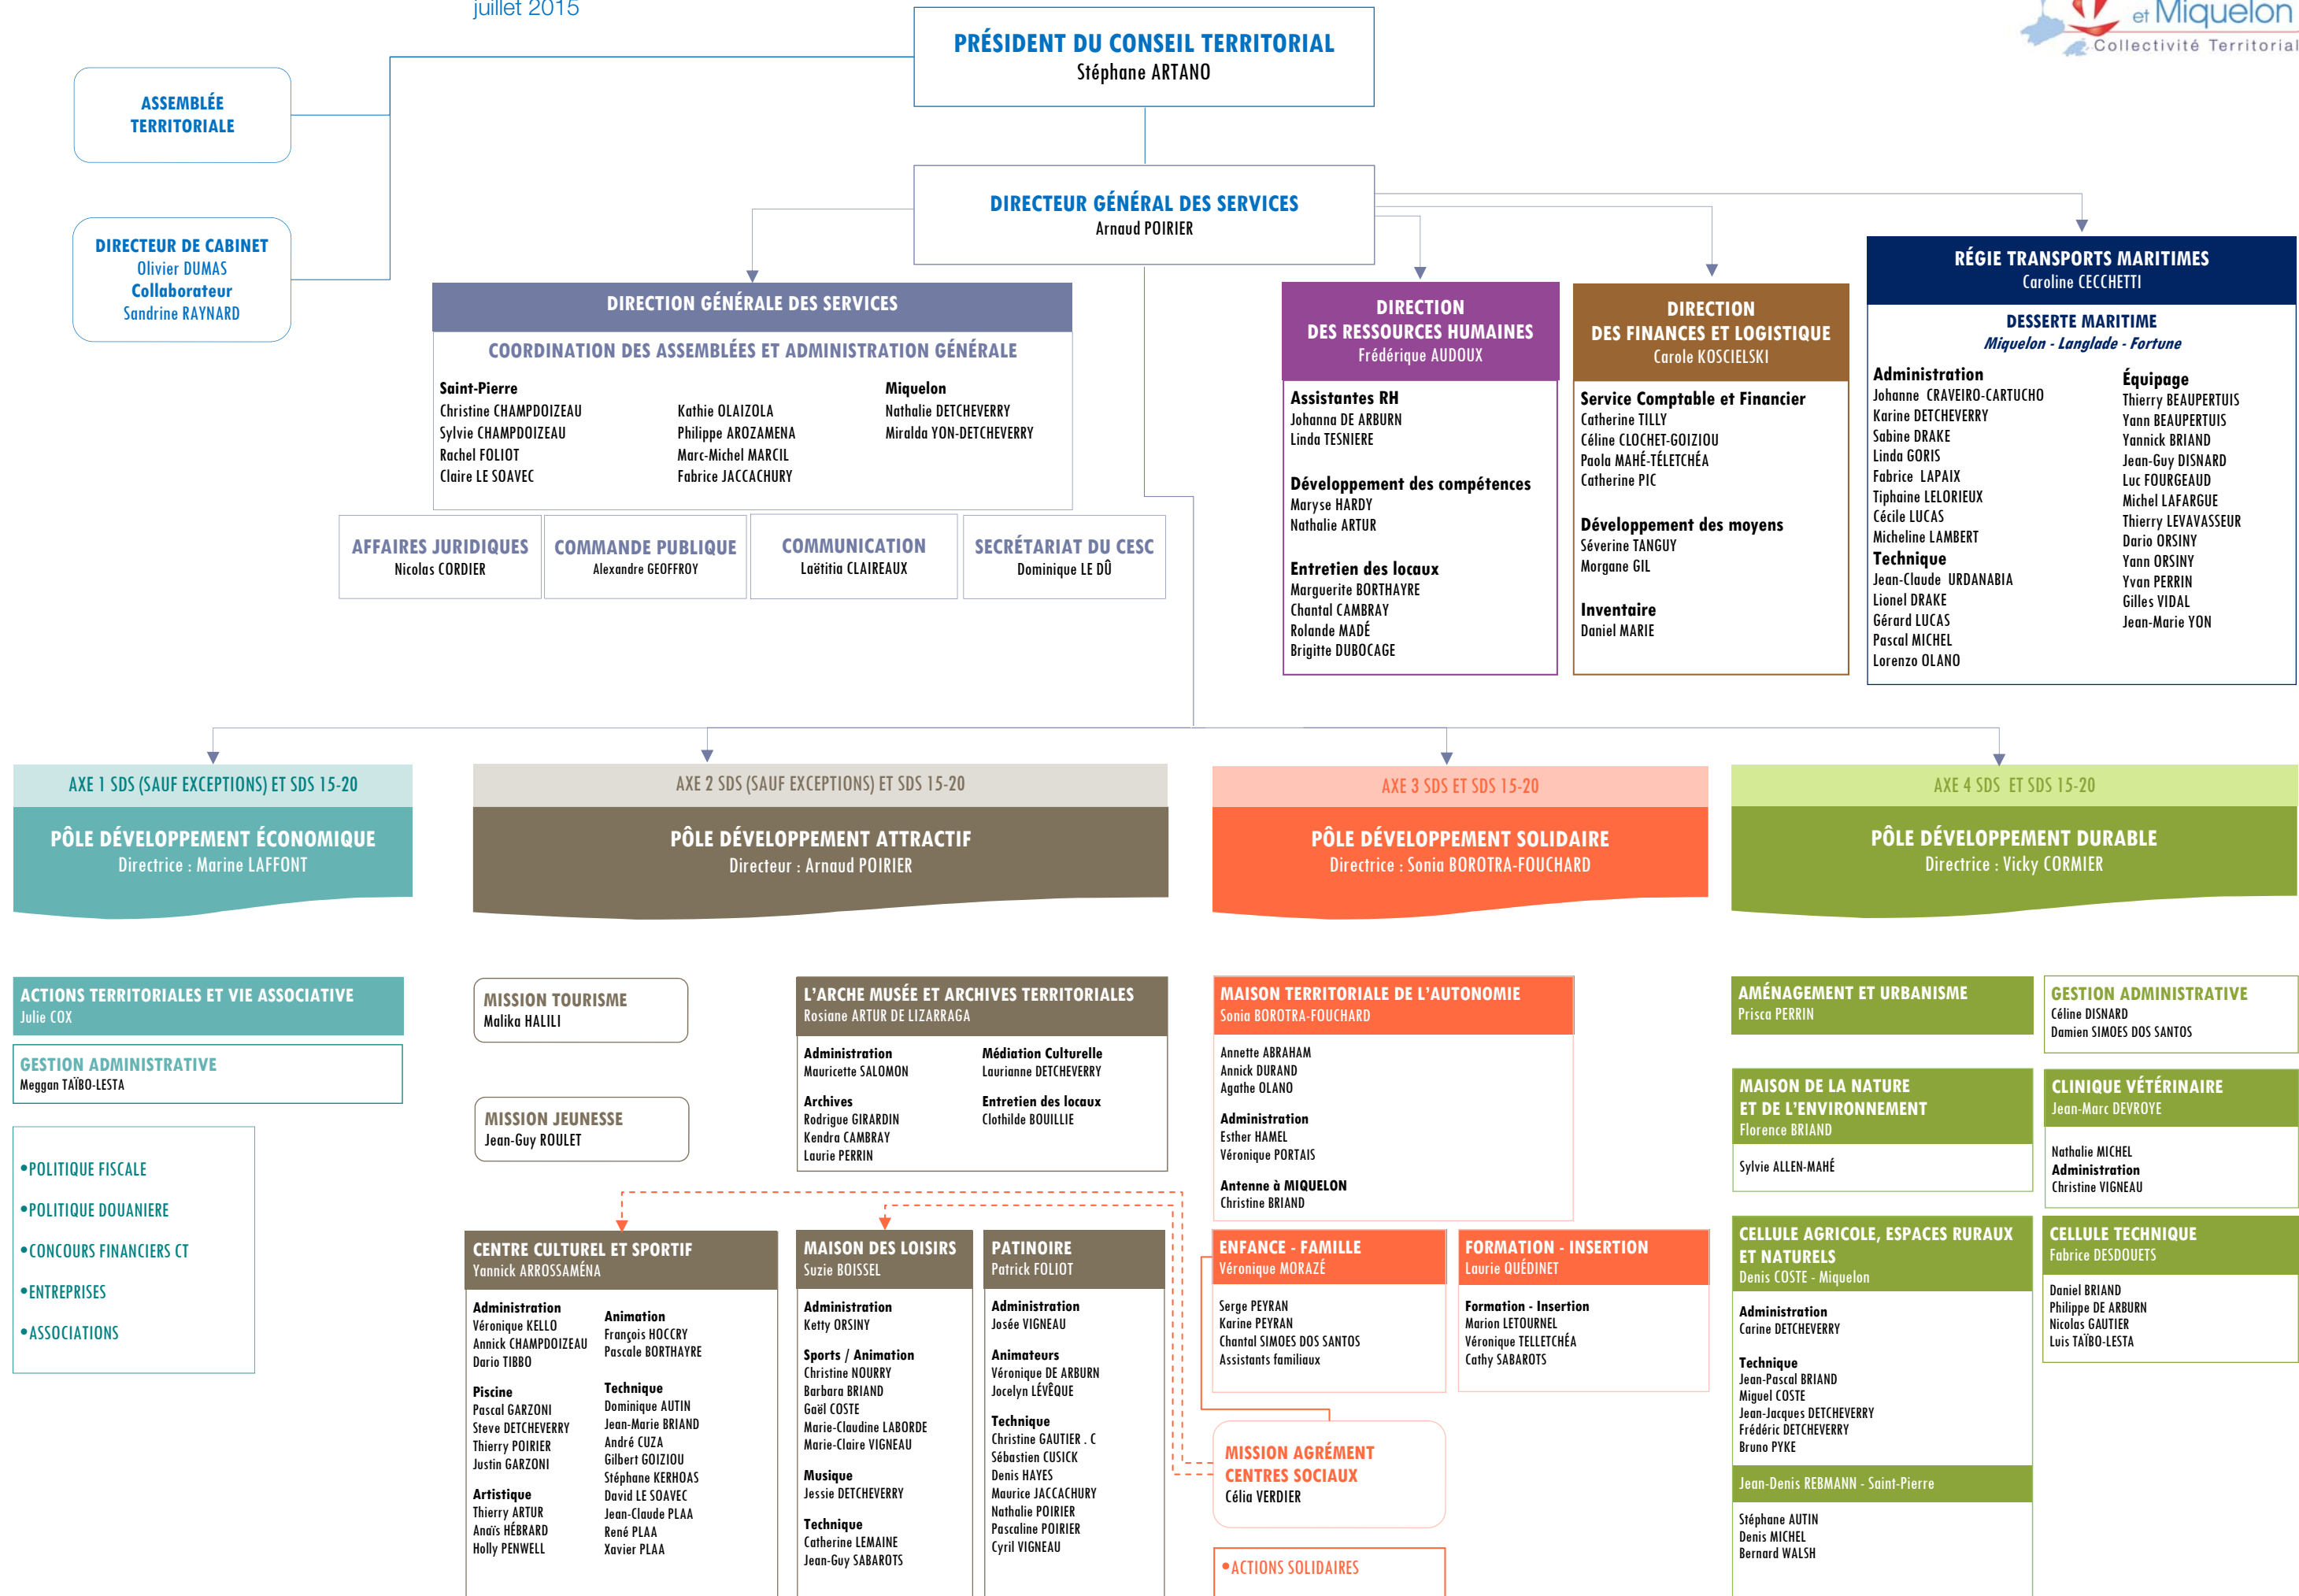 juillet 2015
et Miquelon
Collectivité Territorial
PRÉSIDENT DU CONSEIL TERRITORIAL
Stéphane ARTANO
ASSEMBLÉE
TERRITORIALE
DIRECTEUR DE CABINET
Olivier DUMAS
Collaborateur
Sandrine RAYNARD
DIRECTEUR GÉNÉRAL DES SERVICES
Arnaud POIRIER
DIRECTION GÉNÉRALE DES SERVICES
COORDINATION DES ASSEMBLÉES ET ADMINISTRATION GÉNÉRALE
Saint-Pierre
Christine CHAMPDOIZEAU
Sylvie CHAMPDOIZEAU
Rachel FOLIOT
Claire LE SOAVEC
Kathie OLAIZOLA
Philippe AROZAMENA
Marc-Michel MARCIL
Fabrice JACCACHURY
Miquelon
Nathalie DETCHEVERRY
Miralda YON-DETCHEVERRY
AFFAIRES JURIDIQUES
Nicolas CORDIER
COMMANDE PUBLIQUE
Alexandre GEOFFROY
COMMUNICATION
Laëtitia CLAIREAUX
SECRÉTARIAT DU CESC
Dominique LE DÛ
DIRECTION
DES RESSOURCES HUMAINES
Frédérique AUDOUX
Assistantes RH
Johanna DE ARBURN
Linda TESNIERE
Développement des compétences
Maryse HARDY
Nathalie ARTUR
Entretien des locaux
Marguerite BORTHAYRE
Chantal CAMBRAY
Rolande MADÉ
Brigitte DUBOCAGE
DIRECTION
DES FINANCES ET LOGISTIQUE
Carole KOSCIELSKI
Service Comptable et Financier
Catherine TILLY
Céline CLOCHET-GOIZIOU
Paola MAHÉ-TÉLETCHÉA
Catherine PIC
Développement des moyens
Séverine TANGUY
Morgane GIL
Inventaire
Daniel MARIE
RÉGIE TRANSPORTS MARITIMES
Caroline CECCHETTI
DESSERTE MARITIME
Miquelon - Langlade - Fortune
Administration
Johanne CRAVEIRO-CARTUCHO
Karine DETCHEVERRY
Sabine DRAKE
Linda GORIS
Fabrice LAPAIX
Tiphaine LELORIEUX
Cécile LUCAS
Micheline LAMBERT
Technique
Jean-Claude URDANABIA
Lionel DRAKE
Gérard LUCAS
Pascal MICHEL
Lorenzo OLANO
Équipage
Thierry BEAUPERTUIS
Yann BEAUPERTUIS
Yannick BRIAND
Jean-Guy DISNARD
Luc FOURGEAUD
Michel LAFARGUE
Thierry LEVAVASSEUR
Dario ORSINY
Yann ORSINY
Yvan PERRIN
Gilles VIDAL
Jean-Marie YON
AXE 1 SDS (SAUF EXCEPTIONS) ET SDS 15-20
PÔLE DÉVELOPPEMENT ÉCONOMIQUE
Directrice : Marine LAFFONT
ACTIONS TERRITORIALES ET VIE ASSOCIATIVE
Julie COX
GESTION ADMINISTRATIVE
Meggan TAÏBO-LESTA
•POLITIQUE FISCALE
•POLITIQUE DOUANIERE
•CONCOURS FINANCIERS CT
•ENTREPRISES
•ASSOCIATIONS
AXE 2 SDS (SAUF EXCEPTIONS) ET SDS 15-20
PÔLE DÉVELOPPEMENT ATTRACTIF
Directeur : Arnaud POIRIER
MISSION TOURISME
Malika HALILI
MISSION JEUNESSE
Jean-Guy ROULET
L'ARCHE MUSÉE ET ARCHIVES TERRITORIALES
Rosiane ARTUR DE LIZARRAGA
Administration
Mauricette SALOMON
Archives
Rodrigue GIRARDIN
Kendra CAMBRAY
Laurie PERRIN
Médiation Culturelle
Laurianne DETCHEVERRY
Entretien des locaux
Clothilde BOUILLIE
CENTRE CULTUREL ET SPORTIF
Yannick ARROSSAMÉNA
Administration
Véronique KELLO
Annick CHAMPDOIZEAU
Dario TIBBO
Piscine
Pascal GARZONI
Steve DETCHEVERRY
Thierry POIRIER
Justin GARZONI
Artistique
Thierry ARTUR
Anaïs HÉBRARD
Holly PENWELL
Animation
François HOCCRY
Pascale BORTHAYRE
Technique
Dominique AUTIN
Jean-Marie BRIAND
André CUZA
Gilbert GOIZIOU
Stéphane KERHOAS
David LE SOAVEC
Jean-Claude PLAA
René PLAA
Xavier PLAA
MAISON DES LOISIRS
Suzie BOISSEL
Administration
Ketty ORSINY
Sports / Animation
Christine NOURRY
Barbara BRIAND
Gaël COSTE
Marie-Claudine LABORDE
Marie-Claire VIGNEAU
Musique
Jessie DETCHEVERRY
Technique
Catherine LEMAINE
Jean-Guy SABAROTS
PATINOIRE
Patrick FOLIOT
Administration
Josée VIGNEAU
Animateurs
Véronique DE ARBURN
Jocelyn LÉVÊQUE
Technique
Christine GAUTIER . C
Sébastien CUSICK
Denis HAYES
Maurice JACCACHURY
Nathalie POIRIER
Pascaline POIRIER
Cyril VIGNEAU
AXE 3 SDS ET SDS 15-20
PÔLE DÉVELOPPEMENT SOLIDAIRE
Directrice : Sonia BOROTRA-FOUCHARD
MAISON TERRITORIALE DE L'AUTONOMIE
Sonia BOROTRA-FOUCHARD
Annette ABRAHAM
Annick DURAND
Agathe OLANO
Administration
Esther HAMEL
Véronique PORTAIS
Antenne à MIQUELON
Christine BRIAND
ENFANCE - FAMILLE
Véronique MORAZÉ
Serge PEYRAN
Karine PEYRAN
Chantal SIMOES DOS SANTOS
Assistants familiaux
FORMATION - INSERTION
Laurie QUÉDINET
Formation - Insertion
Marion LETOURNEL
Véronique TELLETCHÉA
Cathy SABAROTS
MISSION AGRÉMENT
CENTRES SOCIAUX
Célia VERDIER
•ACTIONS SOLIDAIRES
AXE 4 SDS ET SDS 15-20
PÔLE DÉVELOPPEMENT DURABLE
Directrice : Vicky CORMIER
AMÉNAGEMENT ET URBANISME
Prisca PERRIN
GESTION ADMINISTRATIVE
Céline DISNARD
Damien SIMOES DOS SANTOS
MAISON DE LA NATURE
ET DE L'ENVIRONNEMENT
Florence BRIAND
Sylvie ALLEN-MAHÉ
CLINIQUE VÉTÉRINAIRE
Jean-Marc DEVROYE
Nathalie MICHEL
Administration
Christine VIGNEAU
CELLULE AGRICOLE, ESPACES RURAUX
ET NATURELS
Denis COSTE - Miquelon
Administration
Carine DETCHEVERRY
Technique
Jean-Pascal BRIAND
Miguel COSTE
Jean-Jacques DETCHEVERRY
Frédéric DETCHEVERRY
Bruno PYKE
Jean-Denis REBMANN - Saint-Pierre
Stéphane AUTIN
Denis MICHEL
Bernard WALSH
CELLULE TECHNIQUE
Fabrice DESDOUETS
Daniel BRIAND
Philippe DE ARBURN
Nicolas GAUTIER
Luis TAÏBO-LESTA